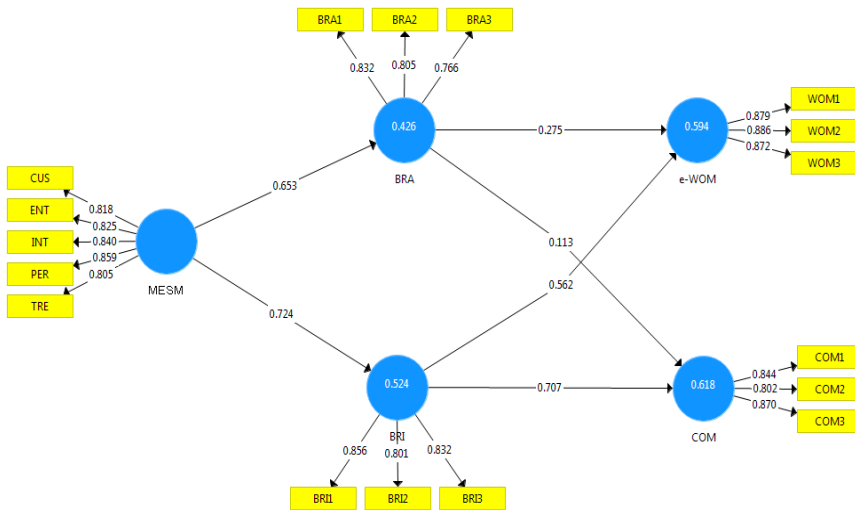 BRA1 BRA2 BRA3
0.832 0.805 0.766
0.426
BRA
CUS
ENT
INT
PER
TRE
0.818
0.825
0.840
0.859
0.805
MESM
0.653
0.724
0.275
0.113
0.562
0.707
0.594
e-WOM
0.879
0.886
0.872
WOM1
WOM2
WOM3
0.524
BRI
0.856 0.801 0.832
BRI1 BRI2 BRI3
0.618
COM
0.844
0.802
0.870
COM1
COM2
COM3